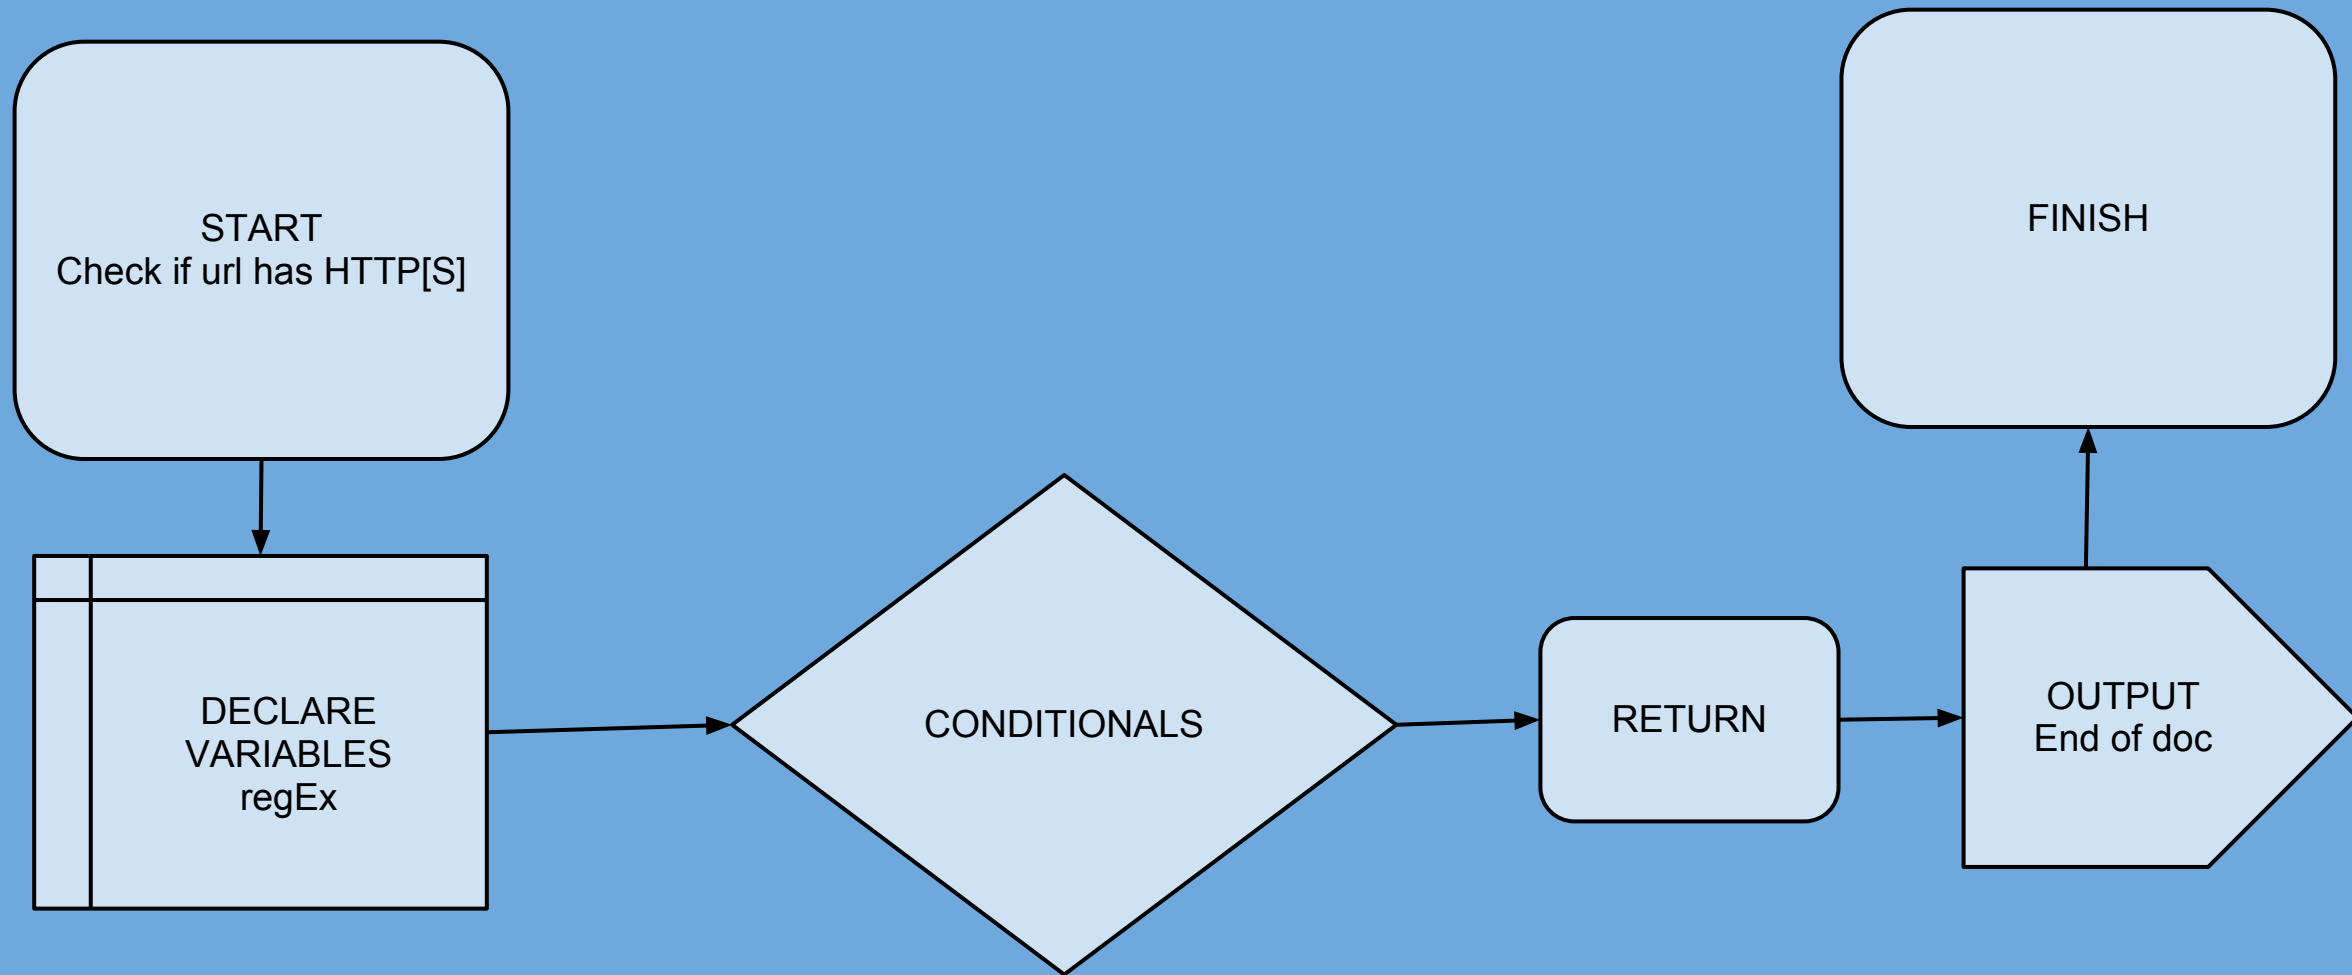 START
Check if url has HTTP[S]
DECLARE
VARIABLES
regEx
CONDITIONALS
RETURN
OUTPUT
End of doc
FINISH